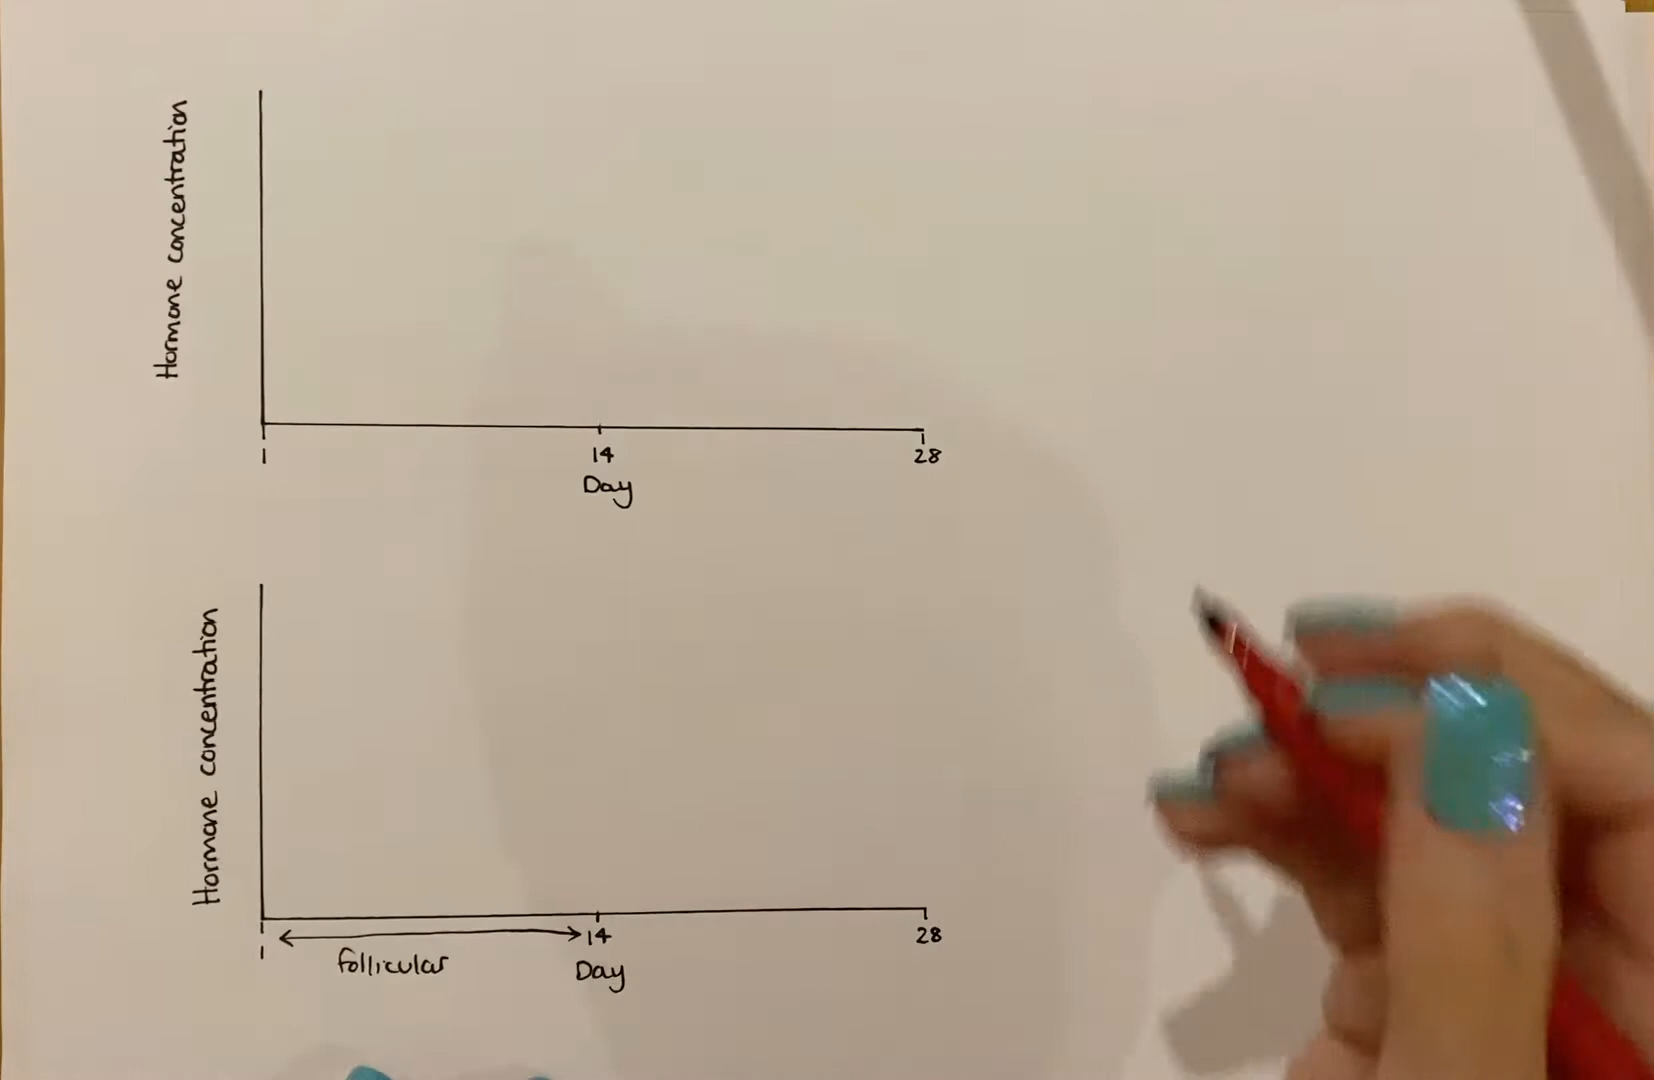 Hormone concentration
1 14 28
Day
Hormone concentration
1 14 28
follicular
Day